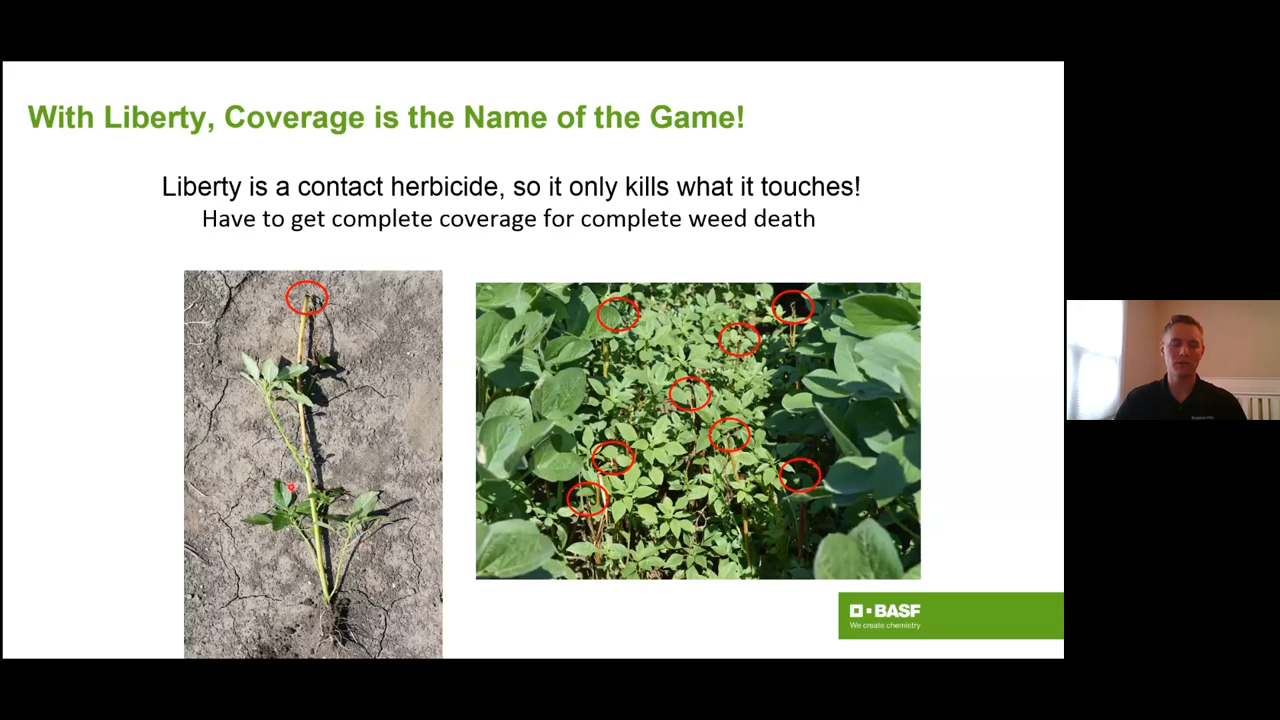 With Liberty, Coverage is the Name of the Game!
Liberty is a contact herbicide, so it only kills what it touches!
Have to get complete coverage for complete weed death
BASF
We create chemistry